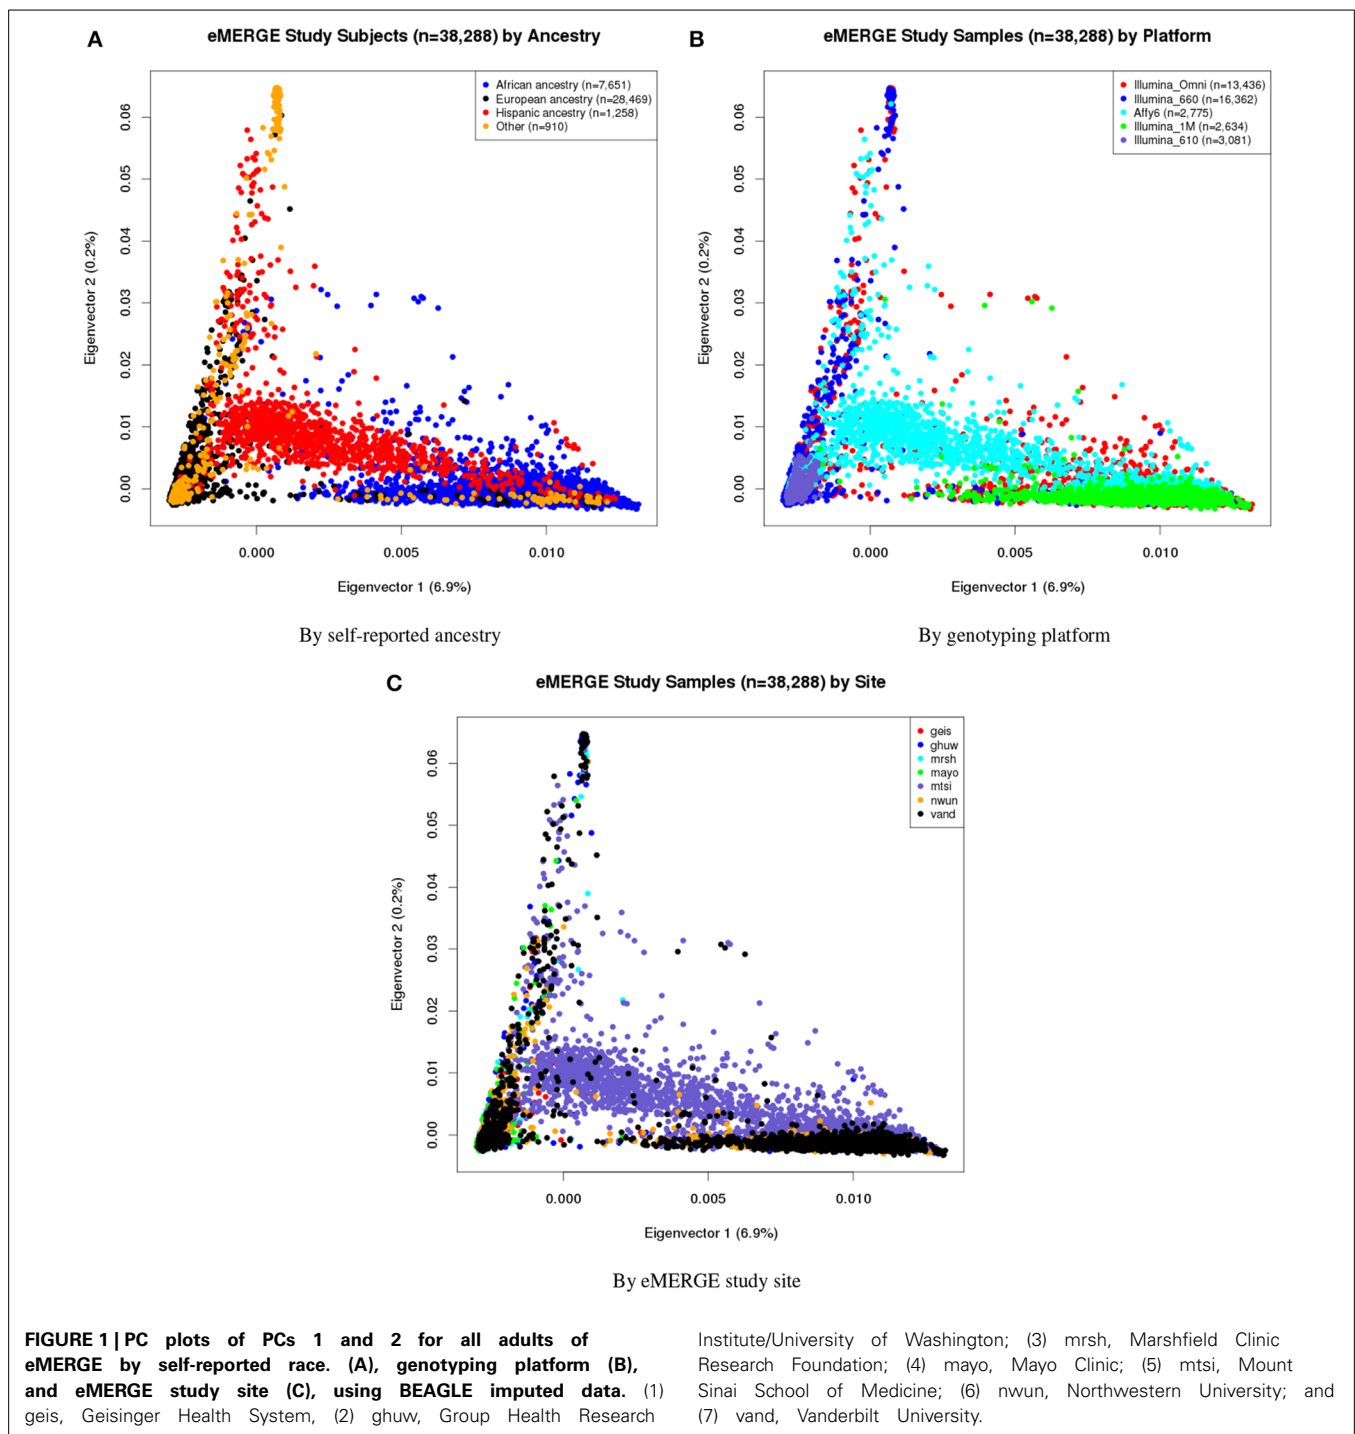 A
eMERGE Study Subjects (n=38,288) by Ancestry
African ancestry (n=7,651)
European ancestry (n=28,469)
Hispanic ancestry (n=1,258)
Other (n=910)
Eigenvector 2 (0.2%)
0.06
0.05
0.04
0.03
0.02
0.01
0.00
0.000 0.005 0.010
Eigenvector 1 (6.9%)
By self-reported ancestry
B
eMERGE Study Samples (n=38,288) by Platform
Illumina_Omni (n=13,436)
Illumina_660 (n=16,362)
Affy6 (n=2,775)
Illumina_1M (n=2,634)
Illumina_610 (n=3,081)
Eigenvector 2 (0.2%)
0.06
0.05
0.04
0.03
0.02
0.01
0.00
0.000 0.005 0.010
Eigenvector 1 (6.9%)
By genotyping platform
C
eMERGE Study Samples (n=38,288) by Site
geis
ghuw
mrsh
mayo
mtsi
nwun
vand
Eigenvector 2 (0.2%)
0.06
0.05
0.04
0.03
0.02
0.01
0.00
0.000 0.005 0.010
Eigenvector 1 (6.9%)
By eMERGE study site
FIGURE 1 | PC plots of PCs 1 and 2 for all adults of
eMERGE by self-reported race. (A), genotyping platform (B),
and eMERGE study site (C), using BEAGLE imputed data. (1)
geis, Geisinger Health System, (2) ghuw, Group Health Research
Institute/University of Washington; (3) mrsh, Marshfield Clinic
Research Foundation; (4) mayo, Mayo Clinic; (5) mtsi, Mount
Sinai School of Medicine; (6) nwun, Northwestern University; and
(7) vand, Vanderbilt University.